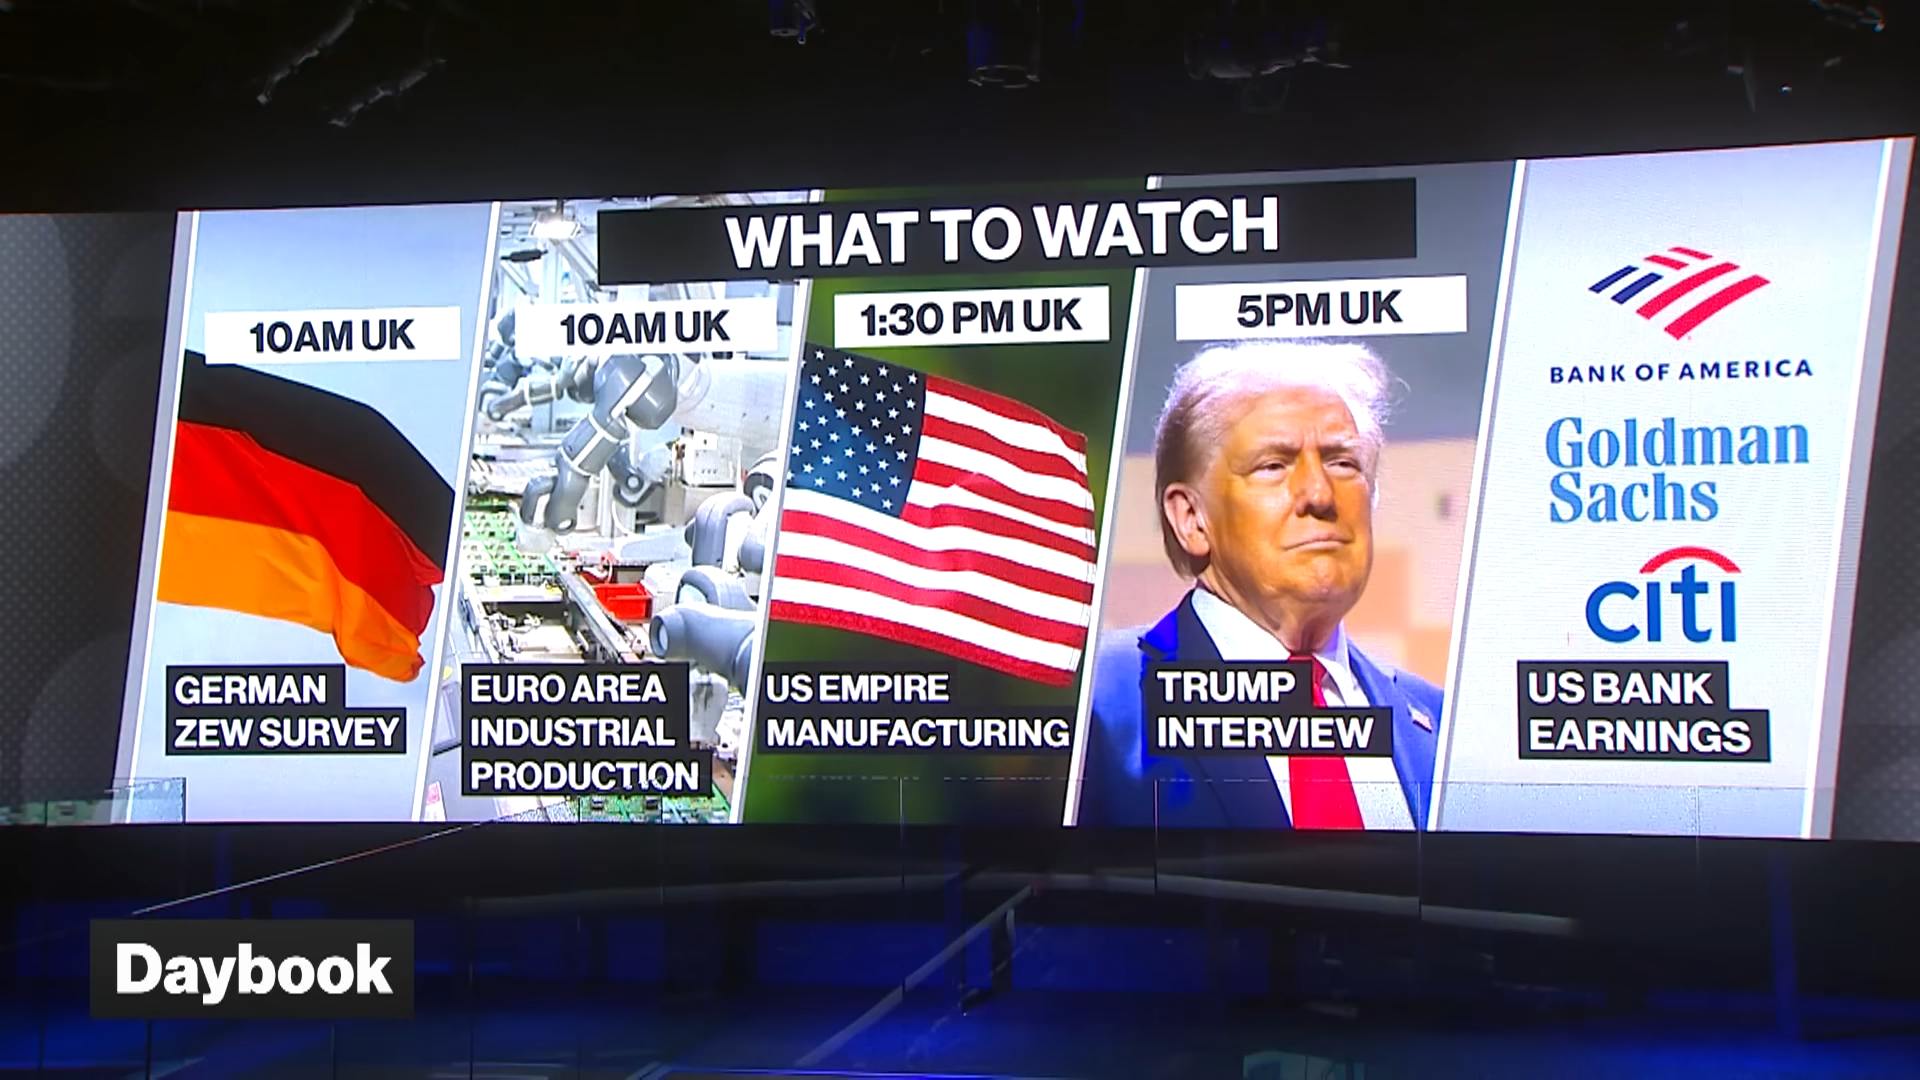 WHAT TO WATCH
10AM UK
GERMAN
ZEW SURVEY
10AM UK
EURO AREA
INDUSTRIAL
PRODUCTION
1:30 PM UK
US EMPIRE
MANUFACTURING
5PM UK
TRUMP
INTERVIEW
BANK OF AMERICA
Goldman
Sachs
citi
US BANK
EARNINGS
Daybook